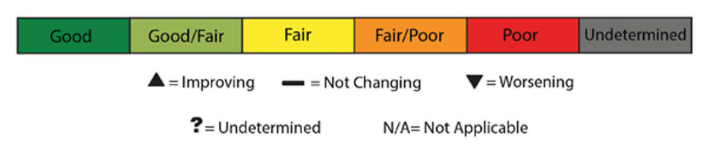 Good Good/Fair Fair Fair/Poor Poor Undetermined
▲ = Improving ▬ = Not Changing ▼ = Worsening
? = Undetermined N/A= Not Applicable